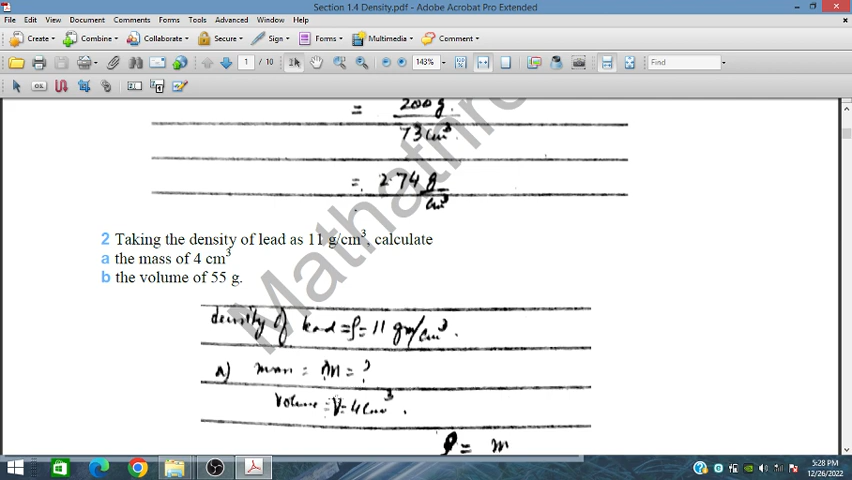 Section 1.4 Density.pdf - Adobe Acrobat Pro Extended
File Edit View Document Comments Forms Tools Advanced Window Help
Create Combine Collaborate Secure Sign Forms Multimedia Comment
1 / 10 143% Find
= 200g
73 cm³
= 2.74 g
cm³
2 Taking the density of lead as 11 g/cm³, calculate
a the mass of 4 cm³
b the volume of 55 g.
density of lead = ρ = 11 gm/cm³.
a) mass = m = ?
Volume = V = 4 cm³.
ρ = m
5:28 PM
12/26/2022